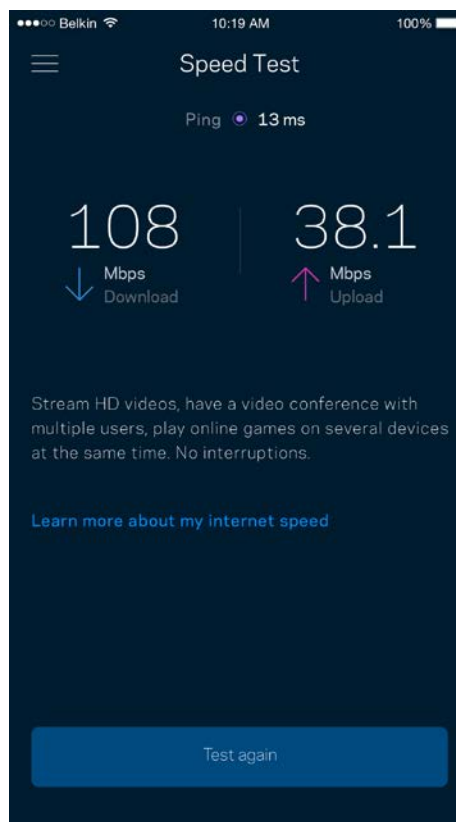 Belkin 10:19 AM 100%
Speed Test
Ping 13 ms
108 38.1
Mbps Mbps
Download Upload
Stream HD videos, have a video conference with
multiple users, play online games on several devices
at the same time. No interruptions.
Learn more about my internet speed
Test again